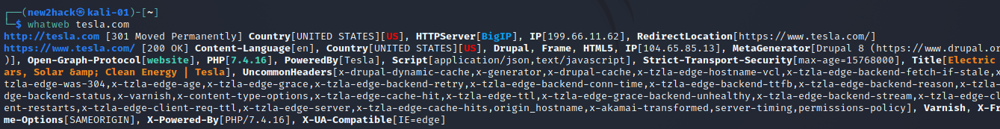 ┌──(new2hack㉿kali-01)-[~]
└─$ whatweb tesla.com
http://tesla.com [301 Moved Permanently] Country[UNITED STATES][US], HTTPServer[BigIP], IP[199.66.11.62], RedirectLocation[https://www.tesla.com/]
https://www.tesla.com/ [200 OK] Content-Language[en], Country[UNITED STATES][US], Drupal, Frame, HTML5, IP[104.65.85.13], MetaGenerator[Drupal 8 (https://www.drupal.or
)], Open-Graph-Protocol[website], PHP[7.4.16], PoweredBy[Tesla], Script[application/json,text/javascript], Strict-Transport-Security[max-age=15768000], Title[Electric
ars, Solar &amp; Clean Energy | Tesla], UncommonHeaders[x-drupal-dynamic-cache,x-generator,x-drupal-cache,x-tzla-edge-hostname-vcl,x-tzla-edge-backend-fetch-if-stale,x
tzla-edge-was-304,x-tzla-edge-age,x-tzla-edge-grace,x-tzla-edge-backend-retry,x-tzla-edge-backend-conn-time,x-tzla-edge-backend-ttfb,x-tzla-edge-backend-reason,x-tzla-
dge-backend-status,x-varnish,x-content-type-options,x-tzla-edge-cache-hit,x-tzla-edge-ttl,x-tzla-edge-grace-backend-unhealthy,x-tzla-edge-backend-stream,x-tzla-edge-cl
ent-restarts,x-tzla-edge-client-req-ttl,x-tzla-edge-server,x-tzla-edge-cache-hits,origin_hostname,x-akamai-transformed,server-timing,permissions-policy], Varnish, X-Fr
me-Options[SAMEORIGIN], X-Powered-By[PHP/7.4.16], X-UA-Compatible[IE=edge]